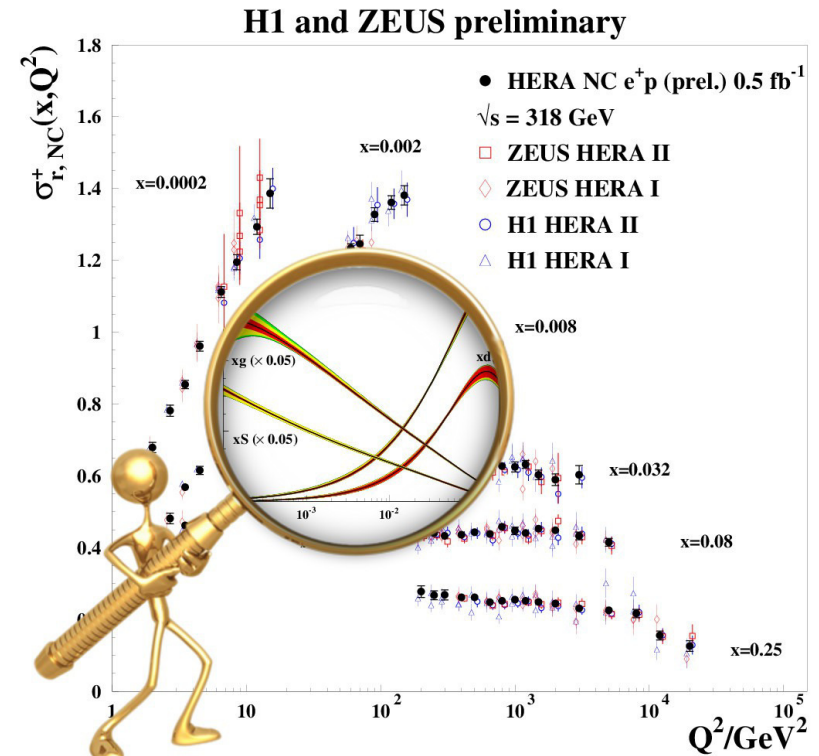 H1 and ZEUS preliminary
σ⁺r, NC(x,Q²)
1.8
1.6
1.4
1.2
1
0.8
0.6
0.4
0
HERA NC e⁺p (prel.) 0.5 fb⁻¹
√s = 318 GeV
ZEUS HERA II
ZEUS HERA I
H1 HERA II
H1 HERA I
x=0.0002
x=0.002
x=0.008
x=0.032
x=0.08
x=0.25
xg (× 0.05)
xS (× 0.05)
xd
10⁻³
10⁻²
1
10
10²
10³
10⁴
10⁵
Q²/GeV²